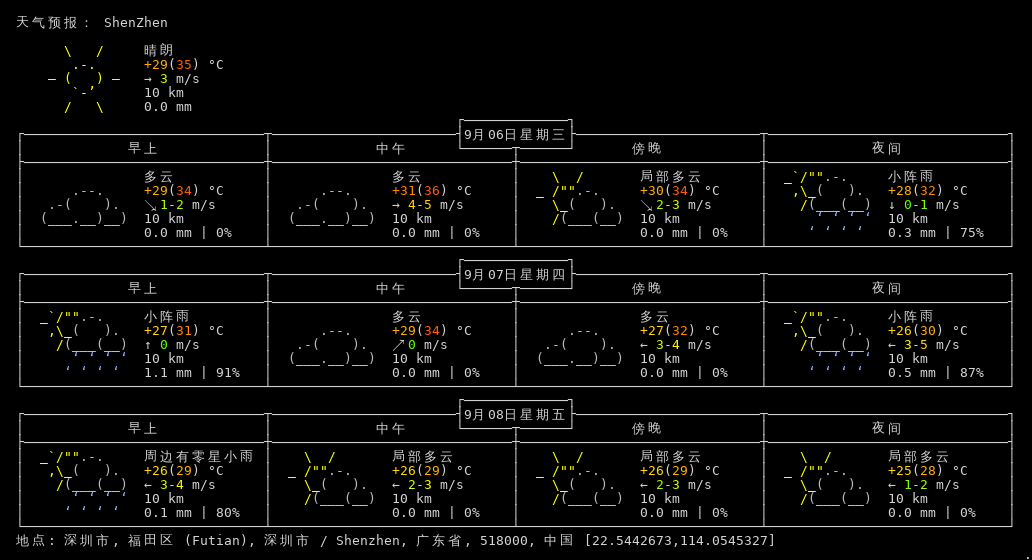 天气预报： ShenZhen
晴朗
+29(35) °C
→ 3 m/s
10 km
0.0 mm
9月06日星期三
早上 中午 傍晚 夜间
多云 多云 局部多云 小阵雨
+29(34) °C +31(36) °C +30(34) °C +28(32) °C
↘ 1-2 m/s → 4-5 m/s ↘ 2-3 m/s ↓ 0-1 m/s
10 km 10 km 10 km 10 km
0.0 mm | 0% 0.0 mm | 0% 0.0 mm | 0% 0.3 mm | 75%
9月07日星期四
早上 中午 傍晚 夜间
小阵雨 多云 多云 小阵雨
+27(31) °C +29(34) °C +27(32) °C +26(30) °C
↑ 0 m/s ↗ 0 m/s ← 3-4 m/s ← 3-5 m/s
10 km 10 km 10 km 10 km
1.1 mm | 91% 0.0 mm | 0% 0.0 mm | 0% 0.5 mm | 87%
9月08日星期五
早上 中午 傍晚 夜间
周边有零星小雨 局部多云 局部多云 局部多云
+26(29) °C +26(29) °C +26(29) °C +25(28) °C
← 3-4 m/s ← 2-3 m/s ← 2-3 m/s ← 1-2 m/s
10 km 10 km 10 km 10 km
0.1 mm | 80% 0.0 mm | 0% 0.0 mm | 0% 0.0 mm | 0%
地点: 深圳市, 福田区 (Futian), 深圳市 / Shenzhen, 广东省, 518000, 中国 [22.5442673,114.0545327]